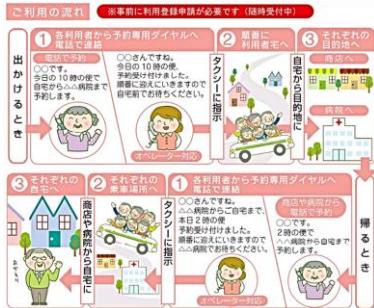 ご利用の流れ
※事前に利用登録申請が必要です(随時受付中)
出かけるとき
① 各利用者から予約専用ダイヤルへ
電話で連絡
電話で予約
○○です。
今日の10時の便で
自宅から△△病院まで
予約します。
○○さんですね。
今日の10時の便、
予約受け付けました。
順番に迎えにいきますので
自宅前でお待ちください。
オペレーター対応
タクシーに指示
② 順番に
利用者宅へ
自宅から目的地に
③ それぞれの
目的地へ
商店へ
病院へ
帰るとき
① 各利用者から予約専用ダイヤルへ
電話で連絡
商店や病院から
電話で予約
○○です。
2時の便で
△△病院から自宅まで
予約します。
○○さんですね。
△△病院からご自宅まで、
本日2時の便
予約受け付けました。
順番に迎えにいきますので
△△病院でお待ちください。
オペレーター対応
タクシーに指示
② それぞれの
乗車場所へ
商店や病院から自宅に
③ それぞれの
自宅へ